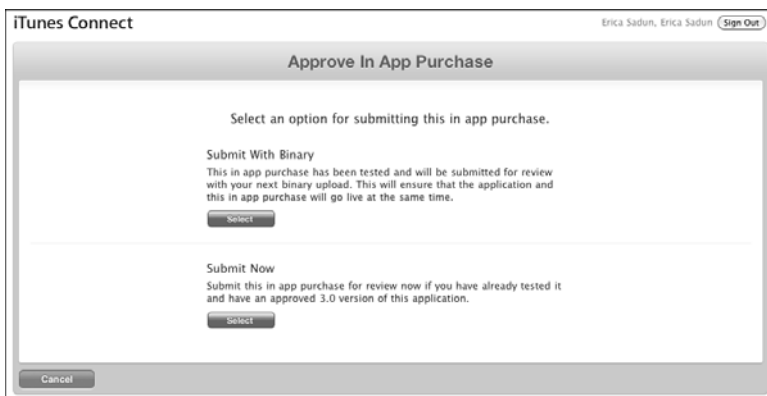 iTunes Connect
Erica Sadun, Erica Sadun Sign Out
Approve In App Purchase
Select an option for submitting this in app purchase.
Submit With Binary
This in app purchase has been tested and will be submitted for review
with your next binary upload. This will ensure that the application and
this in app purchase will go live at the same time.
Select
Submit Now
Submit this in app purchase for review now if you have already tested it
and have an approved 3.0 version of this application.
Select
Cancel